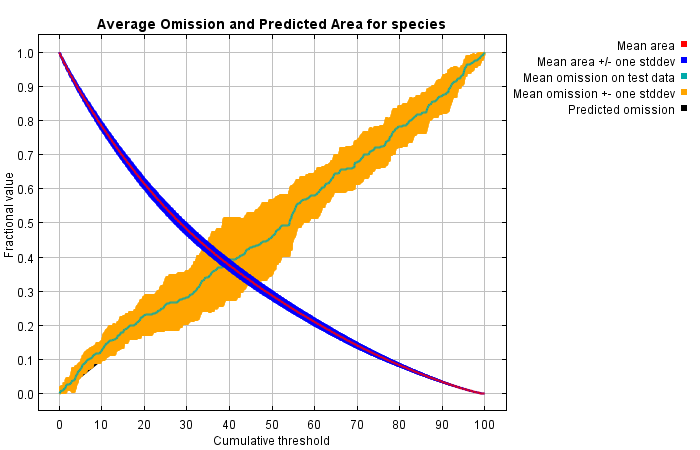 Average Omission and Predicted Area for species
Mean area
Mean area +/- one stddev
Mean omission on test data
Mean omission +- one stddev
Predicted omission
Fractional value
1.0
0.9
0.8
0.7
0.6
0.5
0.4
0.3
0.2
0.1
0.0
0 10 20 30 40 50 60 70 80 90 100
Cumulative threshold